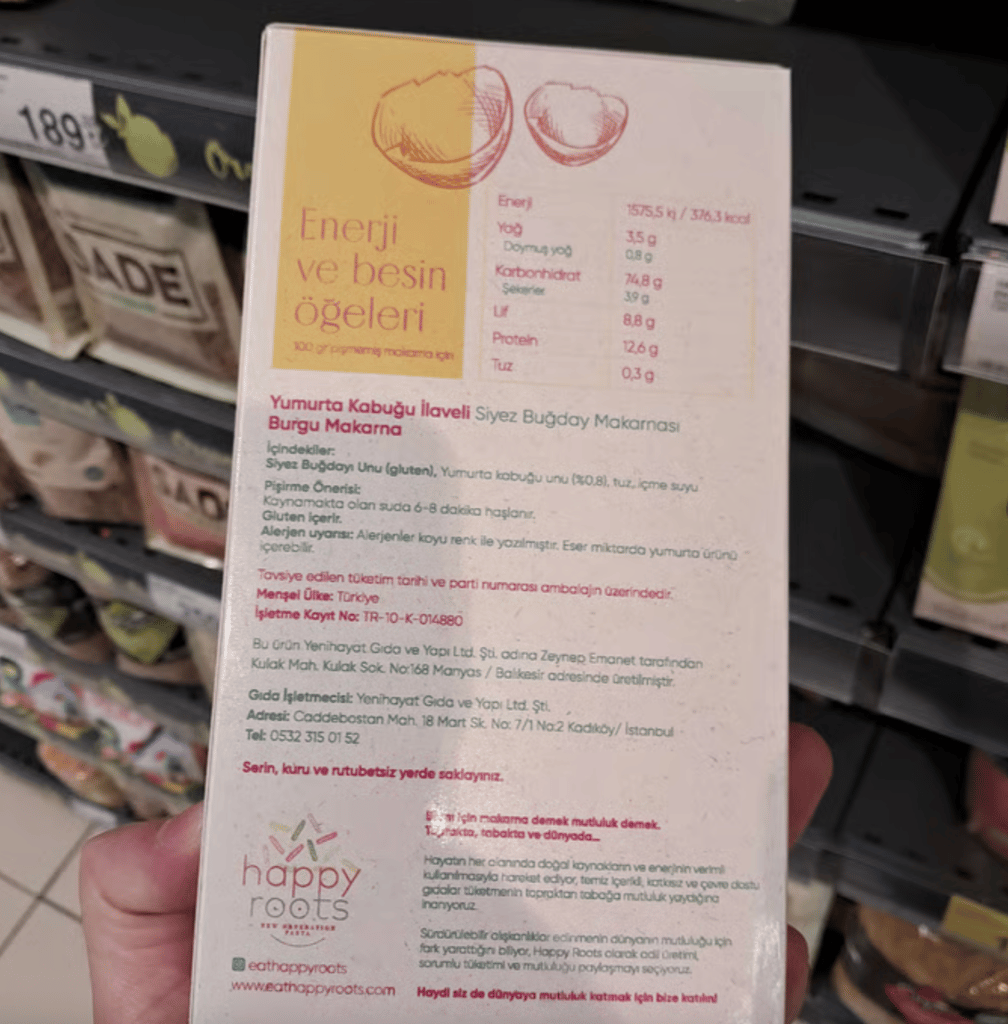 189
SADE
Enerji
ve besin
öğeleri
100 gr pişmemiş makarna için
Enerji 1575,5 kj / 376,3 kcal
Yağ 3,5 g
Doymuş yağ 0,8 g
Karbonhidrat 74,8 g
Şekerler 3,9 g
Lif 8,8 g
Protein 12,6 g
Tuz 0,3 g
Yumurta Kabuğu İlaveli Siyez Buğday Makarnası
Burgu Makarna
İçindekiler:
Siyez Buğdayı Unu (gluten), Yumurta kabuğu unu (%0,8), tuz, içme suyu
Pişirme Önerisi:
Kaynamakta olan suda 6-8 dakika haşlanır.
Gluten içerir.
Alerjen uyarısı: Alerjenler koyu renk ile yazılmıştır. Eser miktarda yumurta ürünü
içerebilir.
Tavsiye edilen tüketim tarihi ve parti numarası ambalajın üzerindedir.
Menşei Ülke: Türkiye
İşletme Kayıt No: TR-10-K-014880
Bu ürün Yenihayat Gıda ve Yapı Ltd. Şti. adına Zeynep Emanet tarafından
Kulak Mah. Kulak Sok. No:168 Manyas / Balıkesir adresinde üretilmiştir.
Gıda İşletmecisi: Yenihayat Gıda ve Yapı Ltd. Şti.
Adresi: Caddebostan Mah. 18 Mart Sk. No: 7/1 No:2 Kadıköy/ İstanbul
Tel: 0532 315 01 52
Serin, kuru ve rutubetsiz yerde saklayınız.
happy
roots
NEW GENERATION
PASTA
eathappyroots
www.eathappyroots.com
Bizim için makarna demek mutluluk demek.
Toprakta, tabakta ve dünyada...
Hayatın her alanında doğal kaynakların ve enerjinin verimli
kullanılmasıyla hareket ediyor, temiz içerikli, katkısız ve çevre dostu
gıdalar tüketmenin topraktan tabağa mutluluk yaydığına
inanıyoruz.
Sürdürülebilir alışkanlıklar edinmenin dünyanın mutluluğu için
fark yarattığını biliyor, Happy Roots olarak adil üretimi,
sorumlu tüketimi ve mutluluğu paylaşmayı seçiyoruz.
Haydi siz de dünyaya mutluluk katmak için bize katılın!